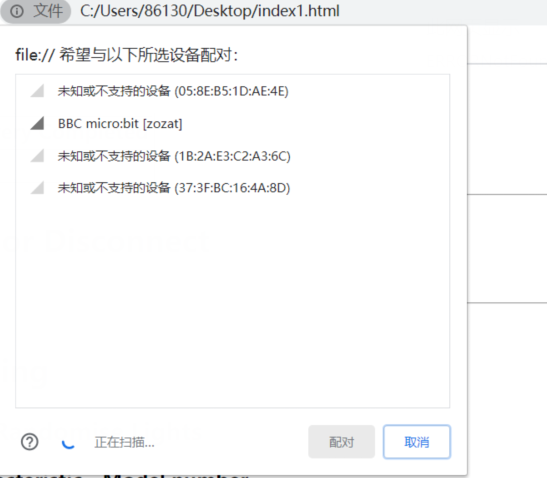 文件 C:/Users/86130/Desktop/index1.html
file:// 希望与以下所选设备配对：
未知或不支持的设备 (05:8E:B5:1D:AE:4E)
BBC micro:bit [zozat]
未知或不支持的设备 (1B:2A:E3:C2:A3:6C)
未知或不支持的设备 (37:3F:BC:16:4A:8D)
正在扫描...
配对
取消
Model number